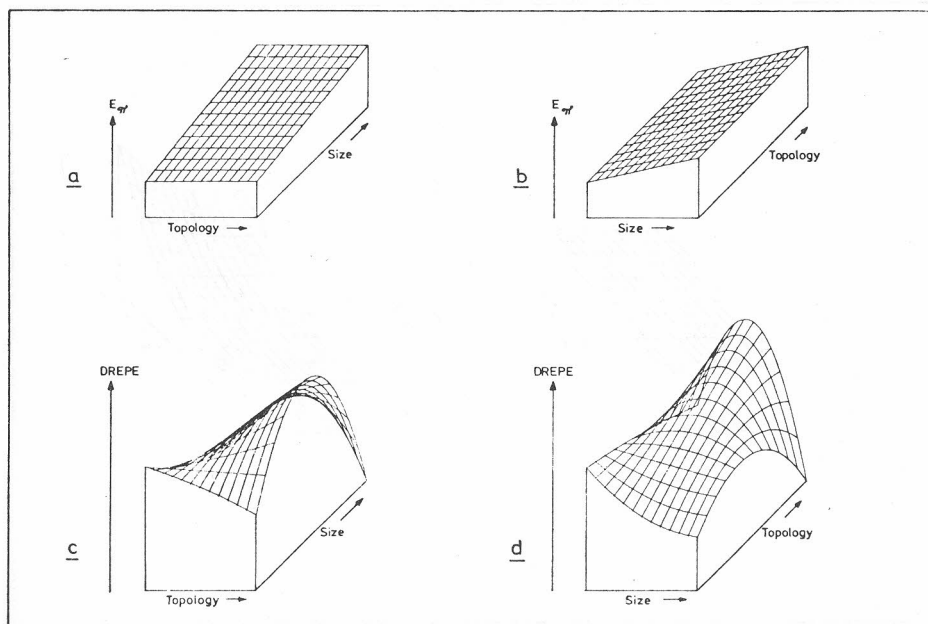 a
E_π
Size
Topology →
b
E_π
Topology
Size →
c
DREPE
Size
Topology →
d
DREPE
Topology
Size →